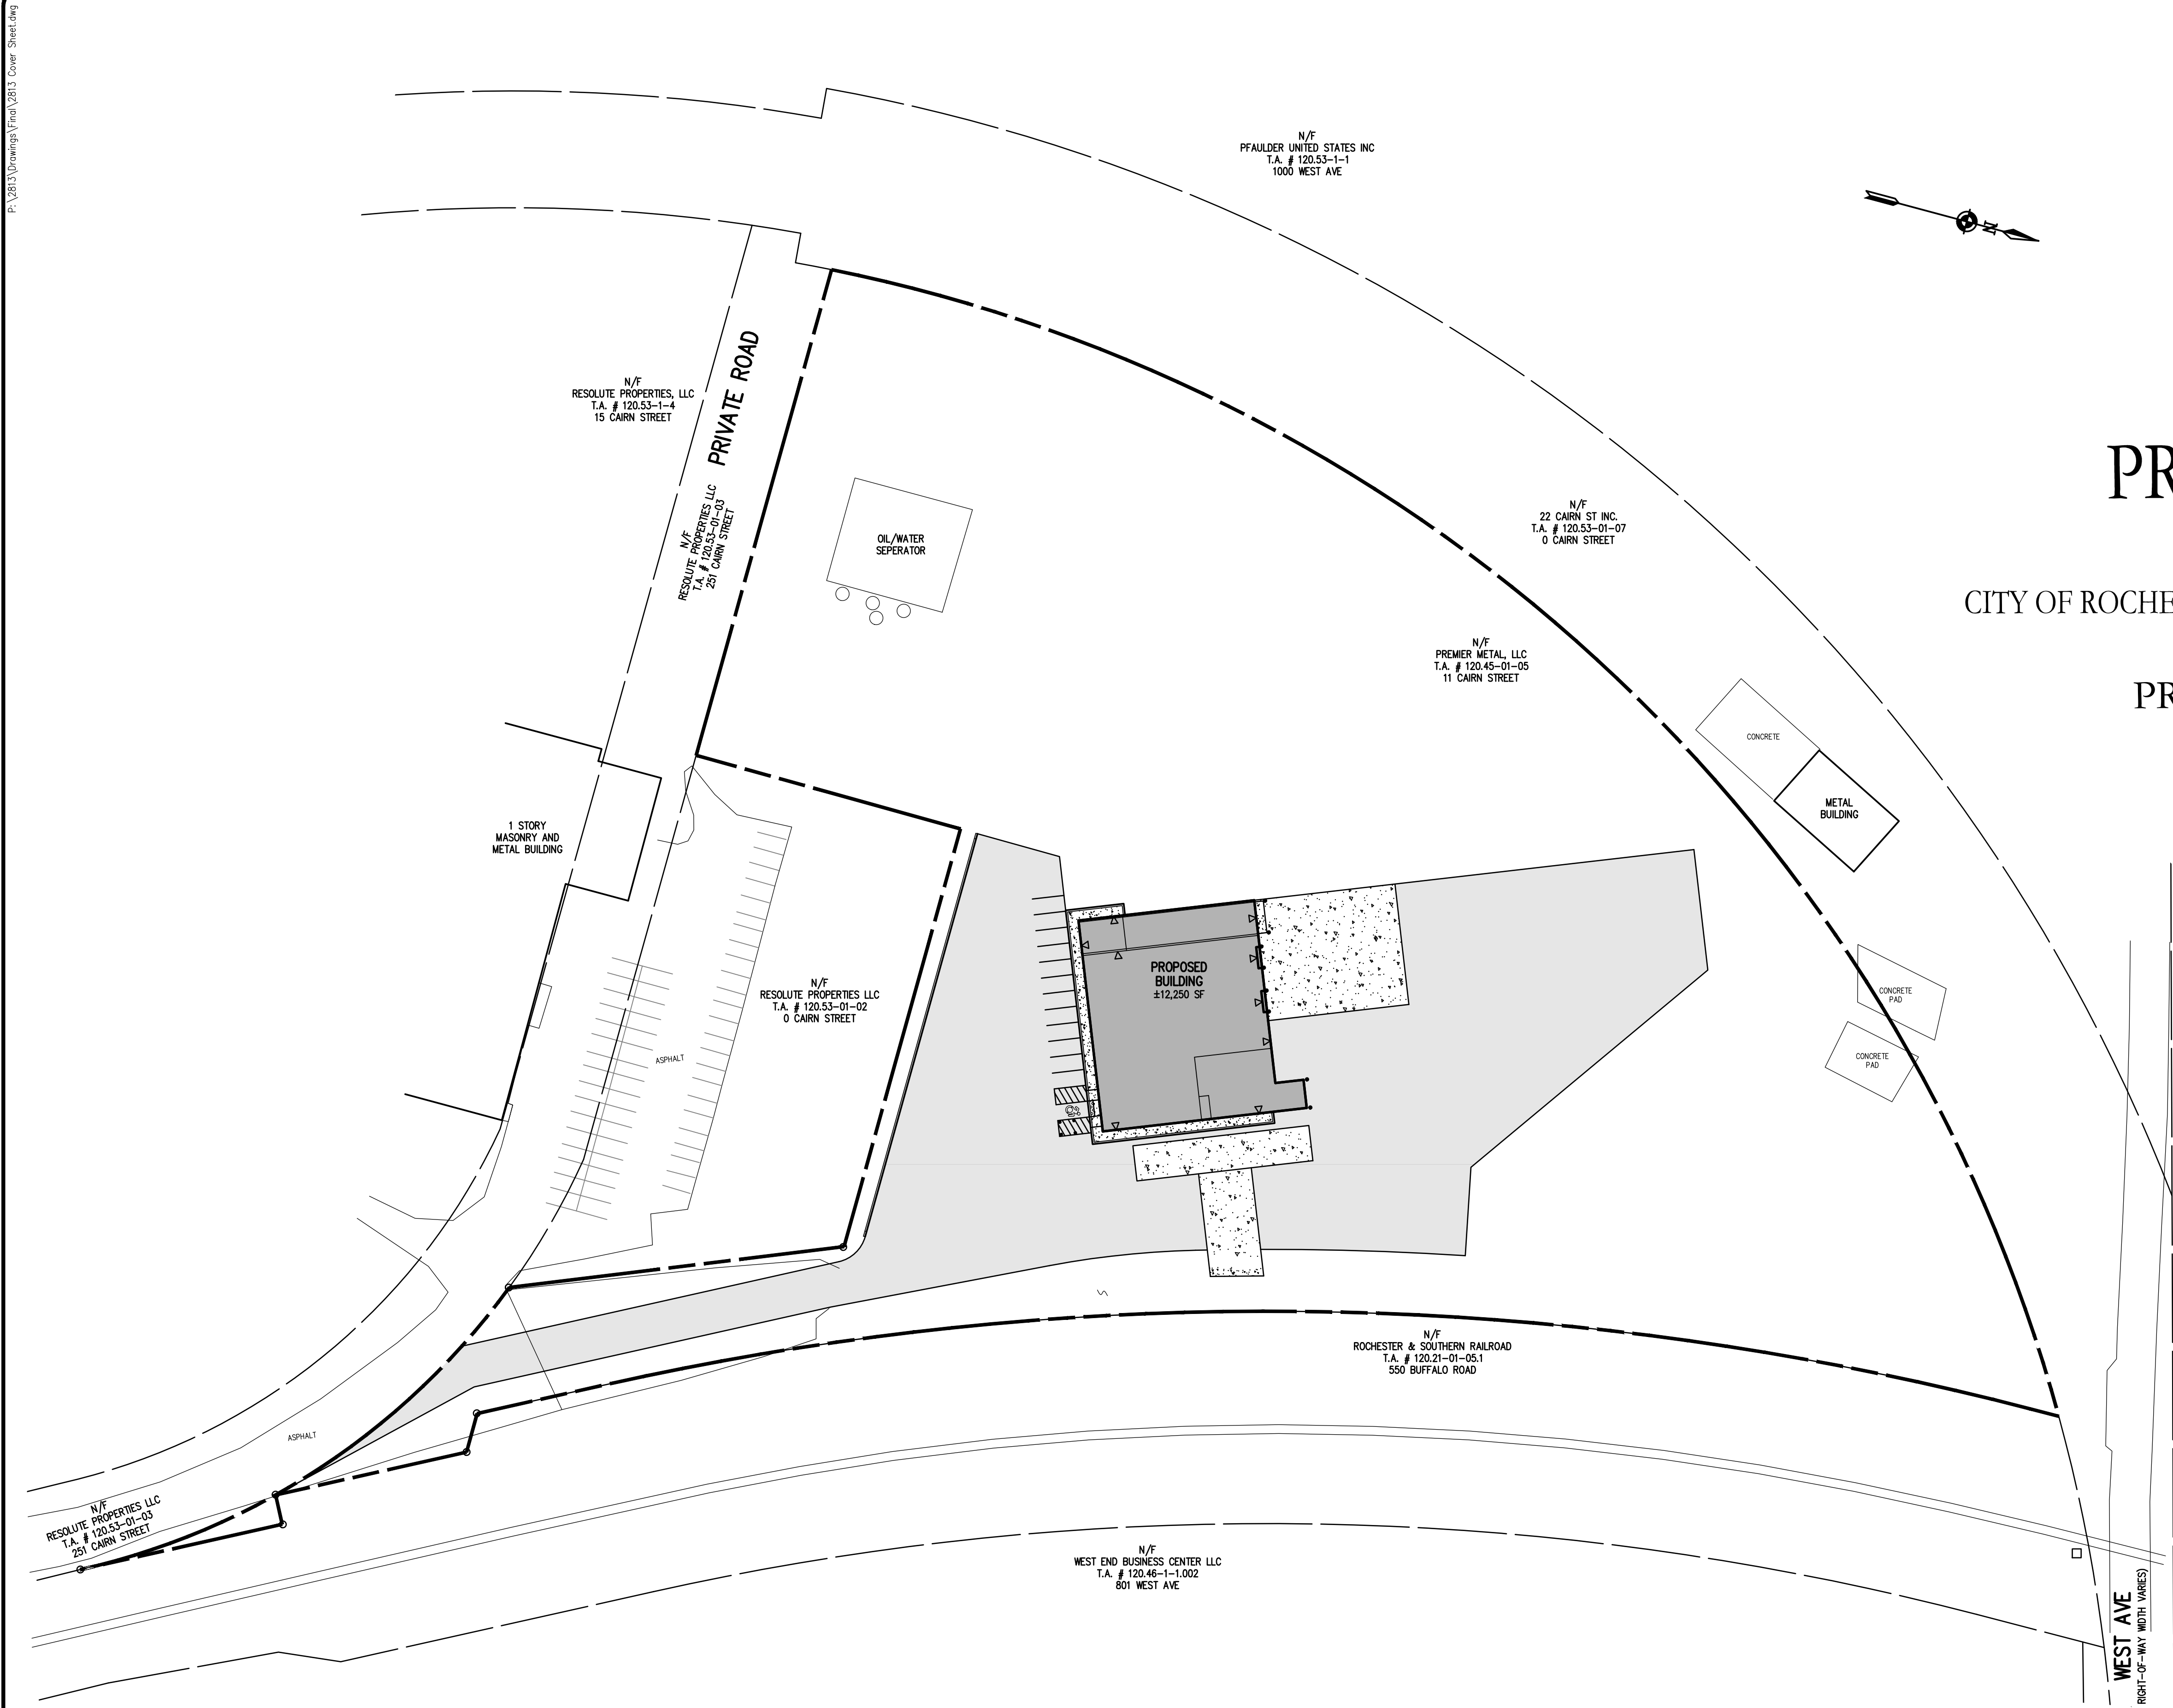 P:\2813\Drawings\Final\2813 Cover Sheet.dwg
N/F
PFAULDER UNITED STATES INC
T.A. # 120.53-1-1
1000 WEST AVE
N
N/F
RESOLUTE PROPERTIES, LLC
T.A. # 120.53-1-4
15 CAIRN STREET
PRIVATE ROAD
N/F
RESOLUTE PROPERTIES LLC
T.A. # 120.53-01-03
251 CAIRN STREET
OIL/WATER
SEPERATOR
N/F
22 CAIRN ST INC.
T.A. # 120.53-01-07
0 CAIRN STREET
PR
CITY OF ROCHE
PR
N/F
PREMIER METAL, LLC
T.A. # 120.45-01-05
11 CAIRN STREET
CONCRETE
METAL
BUILDING
1 STORY
MASONRY AND
METAL BUILDING
N/F
RESOLUTE PROPERTIES LLC
T.A. # 120.53-01-02
0 CAIRN STREET
PROPOSED
BUILDING
±12,250 SF
CONCRETE
PAD
CONCRETE
PAD
ASPHALT
N/F
ROCHESTER & SOUTHERN RAILROAD
T.A. # 120.21-01-05.1
550 BUFFALO ROAD
ASPHALT
N/F
RESOLUTE PROPERTIES LLC
T.A. # 120.53-01-03
251 CAIRN STREET
N/F
WEST END BUSINESS CENTER LLC
T.A. # 120.46-1-1.002
801 WEST AVE
WEST AVE
RIGHT-OF-WAY WIDTH VARIES)